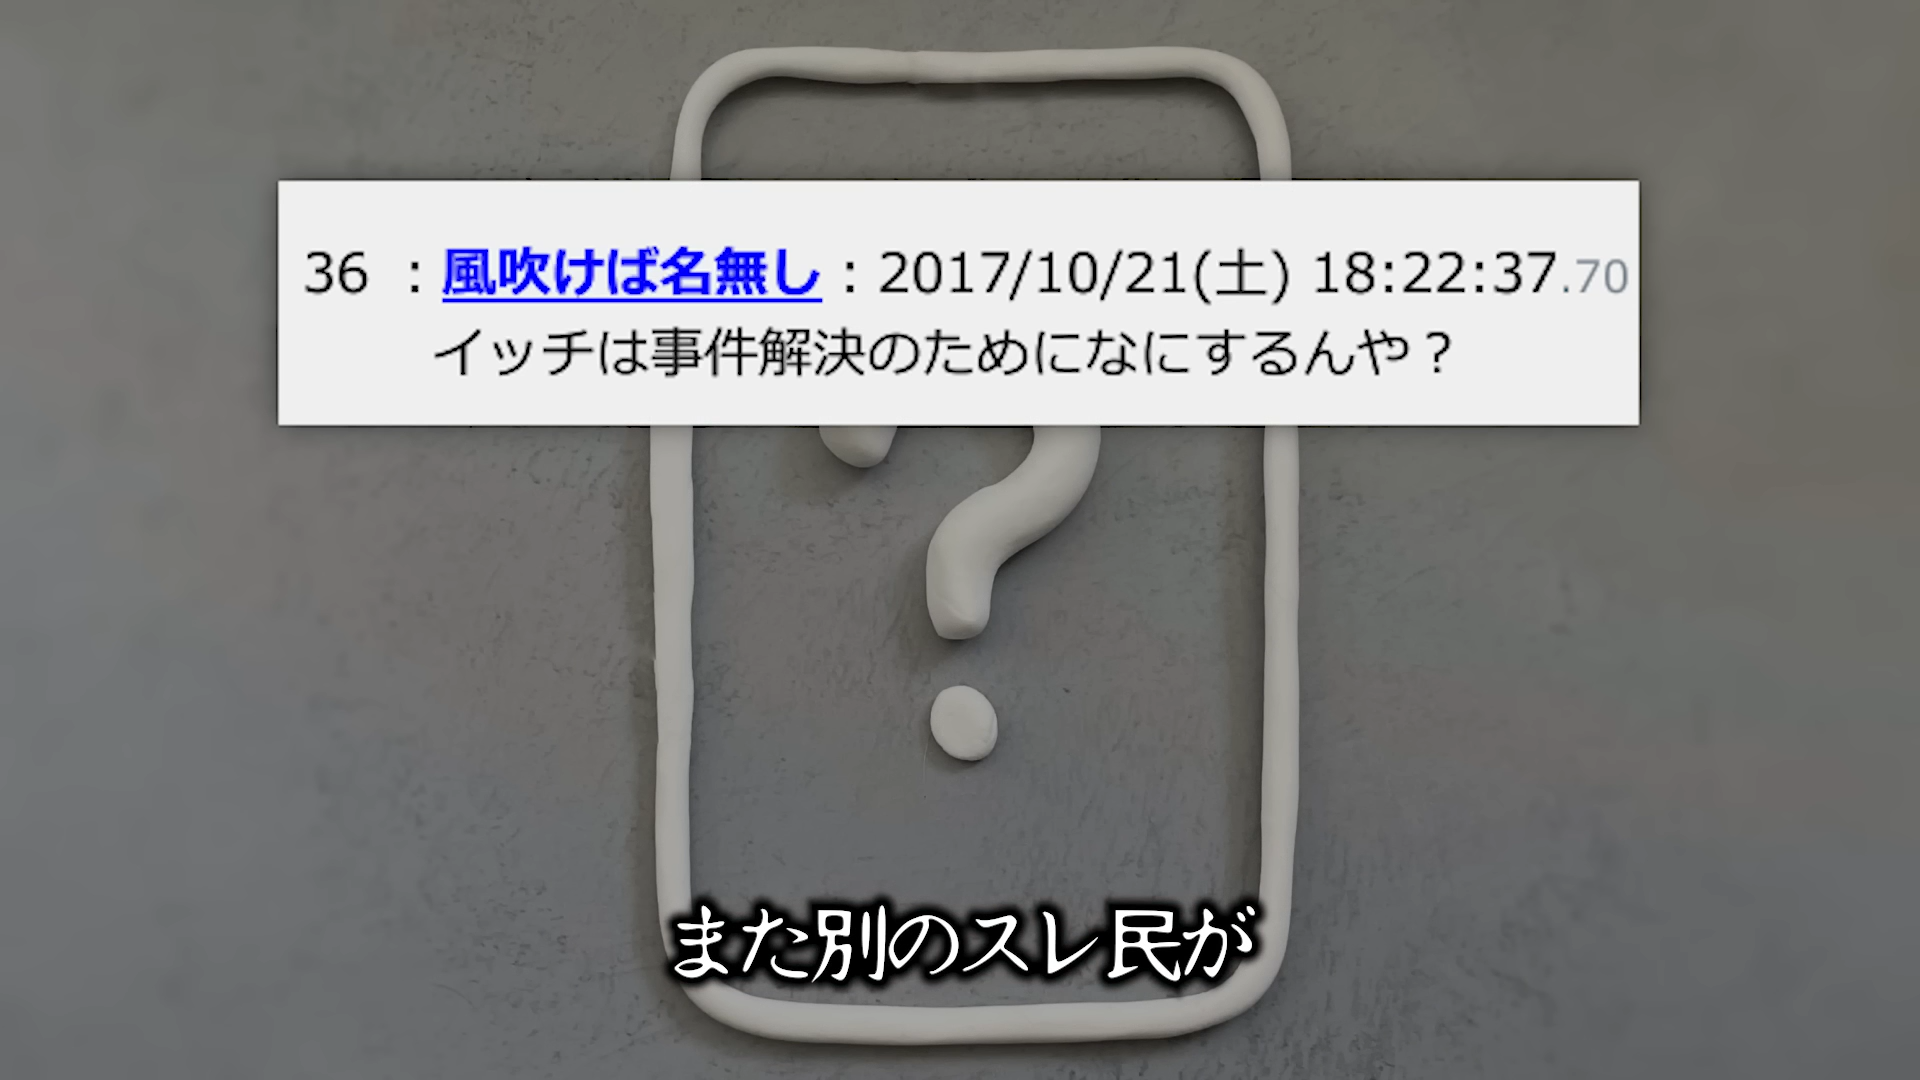 36 ：風吹けば名無し：2017/10/21(土) 18:22:37.70
イッチは事件解決のためになにするんや？
また別のスレ民が